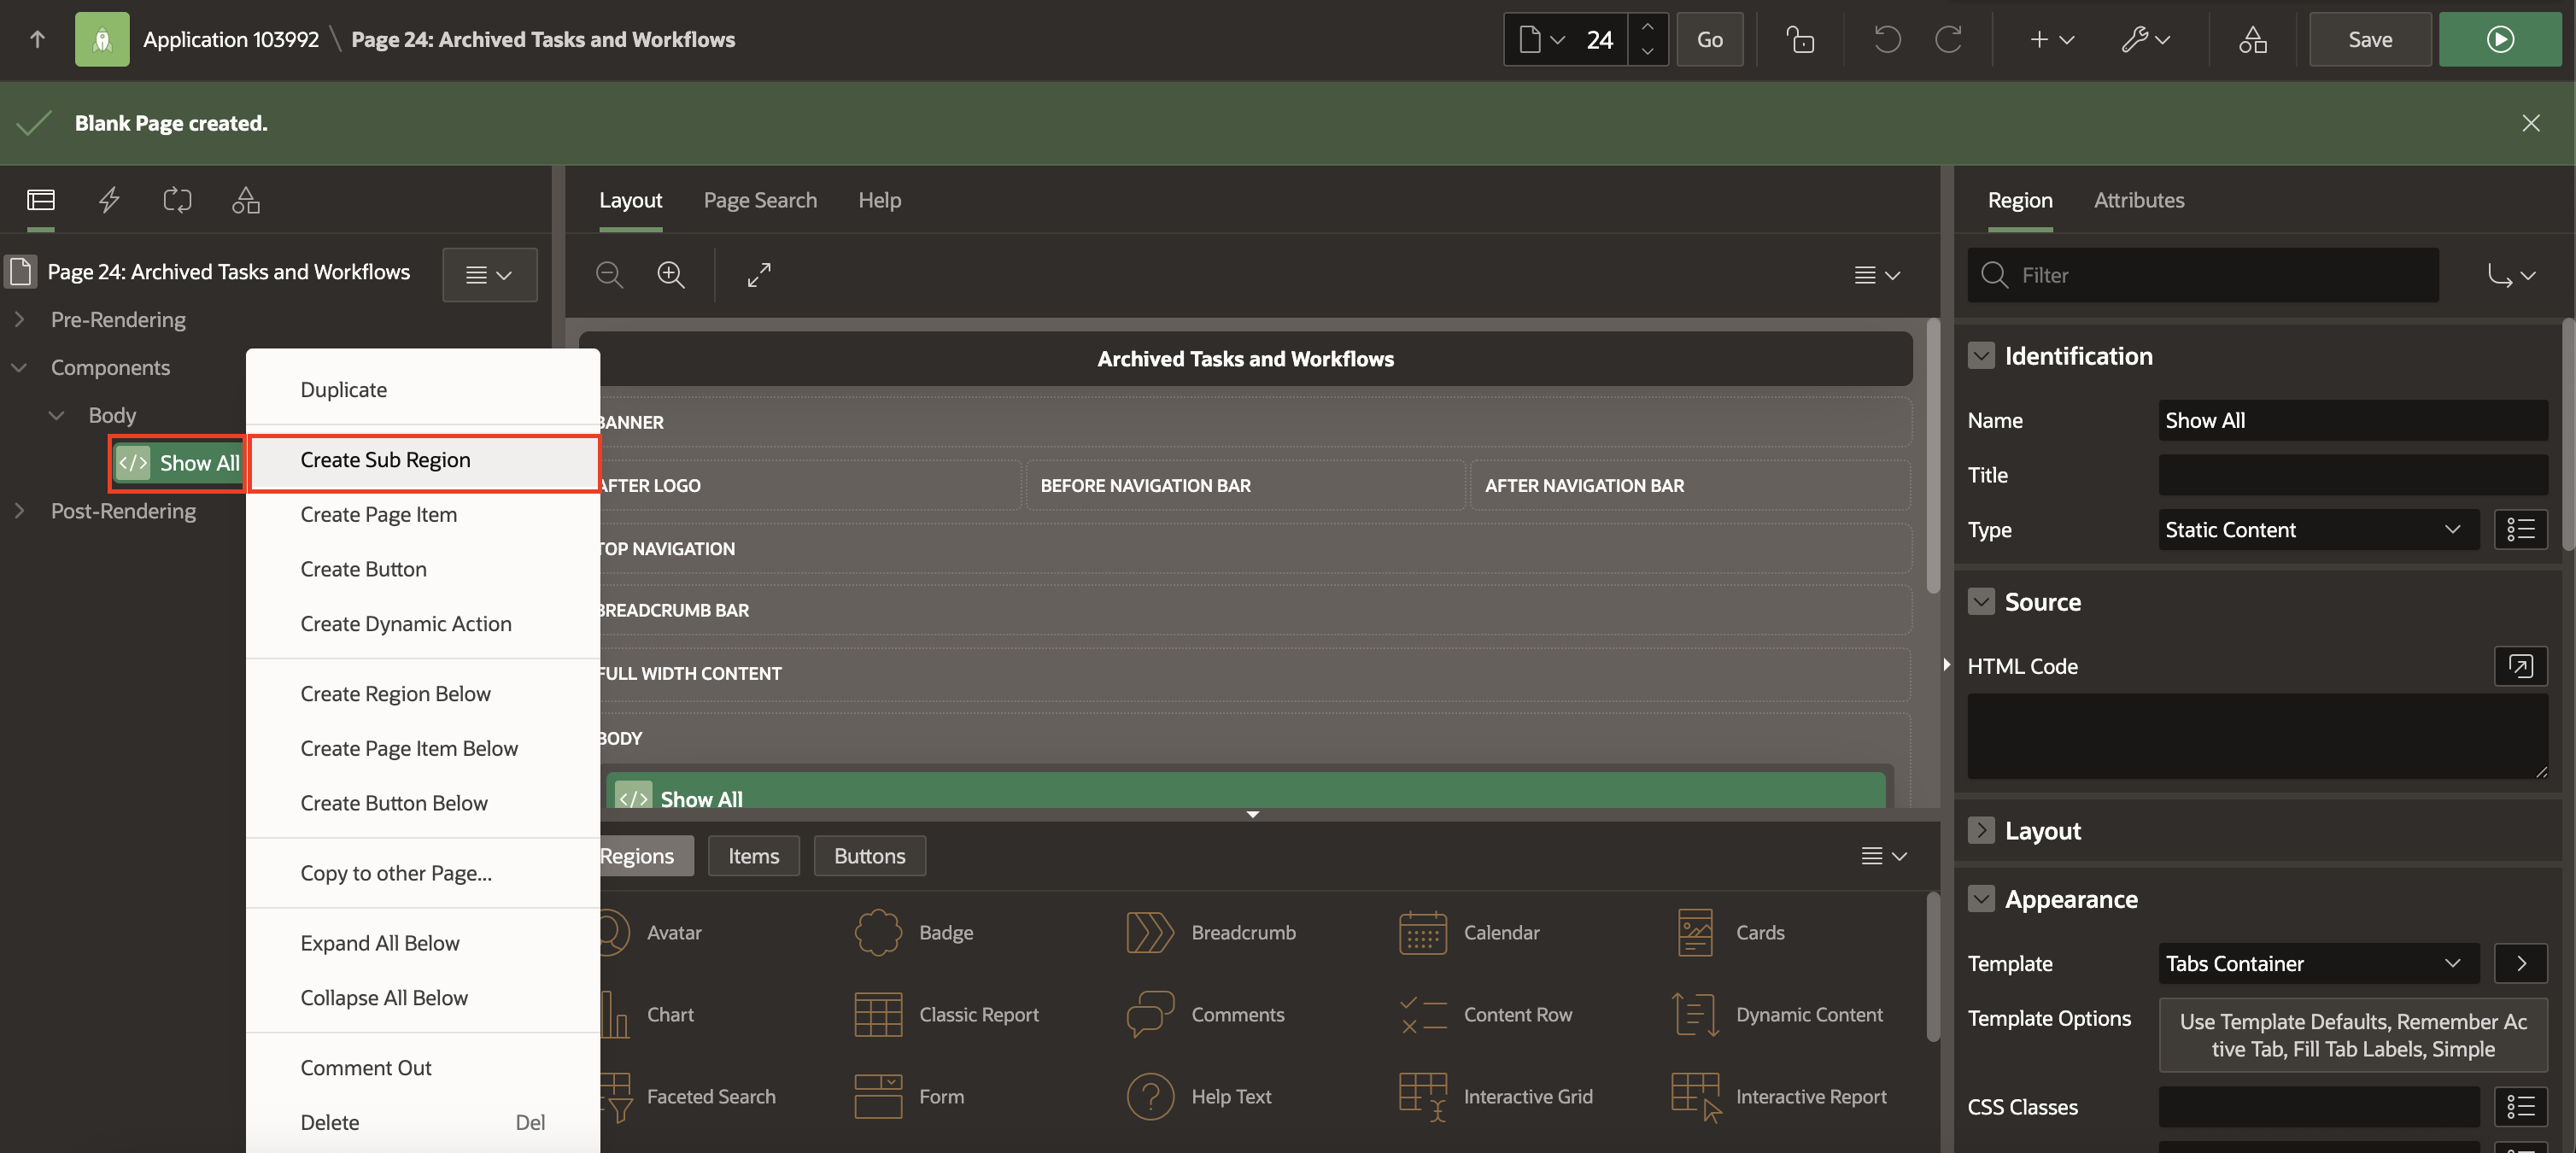 Application 103992 \ Page 24: Archived Tasks and Workflows
24
Go
Save
Blank Page created.
Page 24: Archived Tasks and Workflows
Pre-Rendering
Components
Body
Show All
Post-Rendering
Duplicate
Create Sub Region
Create Page Item
Create Button
Create Dynamic Action
Create Region Below
Create Page Item Below
Create Button Below
Copy to other Page...
Expand All Below
Collapse All Below
Comment Out
Delete Del
Layout Page Search Help
Archived Tasks and Workflows
BANNER
AFTER LOGO BEFORE NAVIGATION BAR AFTER NAVIGATION BAR
TOP NAVIGATION
BREADCRUMB BAR
FULL WIDTH CONTENT
BODY
Show All
Regions Items Buttons
Avatar Badge Breadcrumb Calendar Cards
Chart Classic Report Comments Content Row Dynamic Content
Faceted Search Form Help Text Interactive Grid Interactive Report
Region Attributes
Filter
Identification
Name Show All
Title
Type Static Content
Source
HTML Code
Layout
Appearance
Template Tabs Container
Template Options Use Template Defaults, Remember Ac
tive Tab, Fill Tab Labels, Simple
CSS Classes